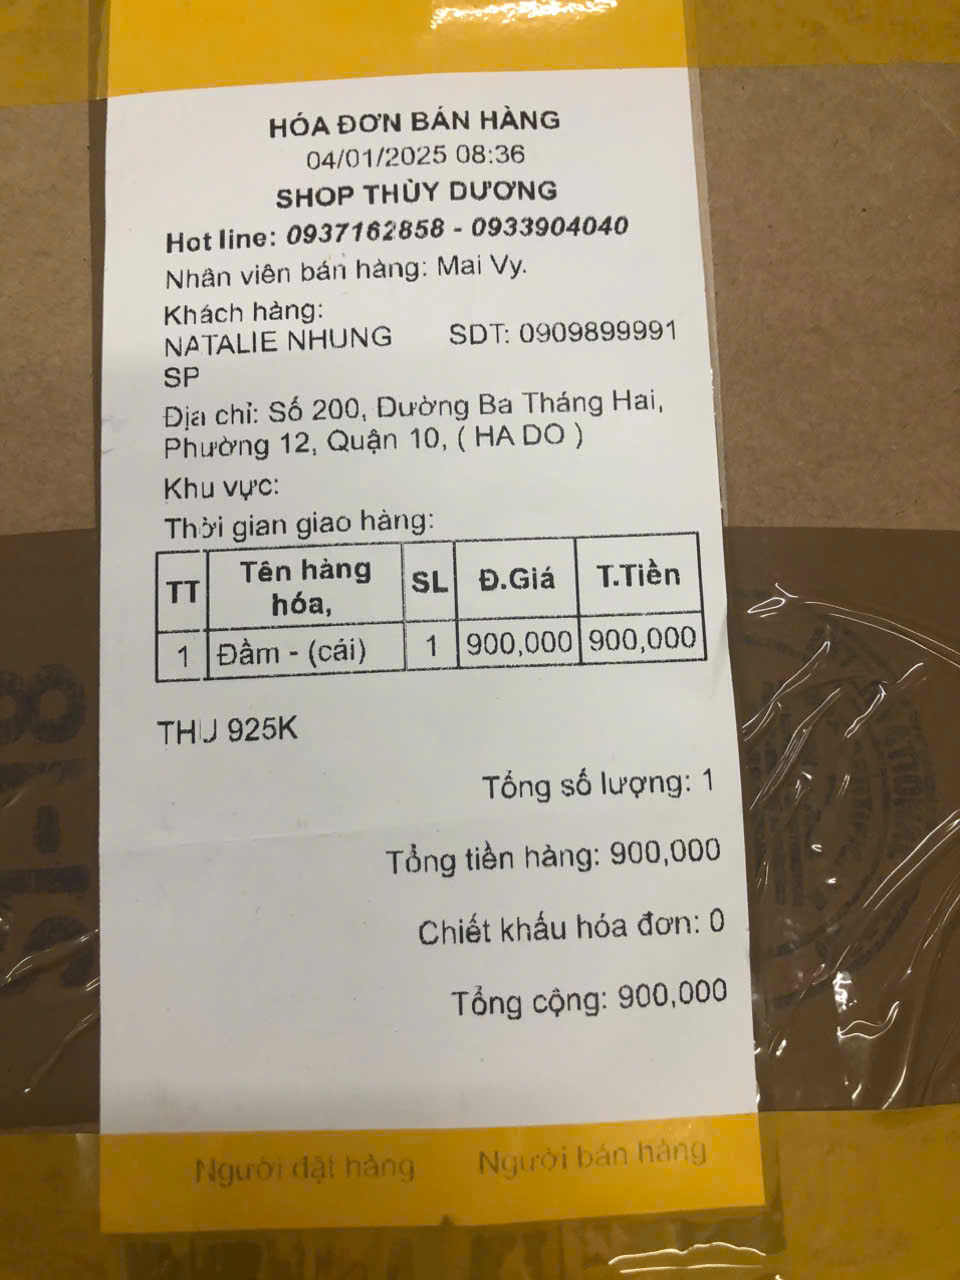 HÓA ĐƠN BÁN HÀNG
04/01/2025 08:36
SHOP THÙY DƯƠNG
Hot line: 0937162858 - 0933904040
Nhân viên bán hàng: Mai Vy.
Khách hàng:
NATALIE NHUNG SDT: 0909899991
SP
Địa chỉ: Số 200, Đường Ba Tháng Hai,
Phường 12, Quận 10, ( HA DO )
Khu vực:
Thời gian giao hàng:
TT Tên hàng hóa, SL Đ.Giá T.Tiền
1 Đầm - (cái) 1 900,000 900,000
THU 925K
Tổng số lượng: 1
Tổng tiền hàng: 900,000
Chiết khấu hóa đơn: 0
Tổng cộng: 900,000
Người đặt hàng Người bán hàng